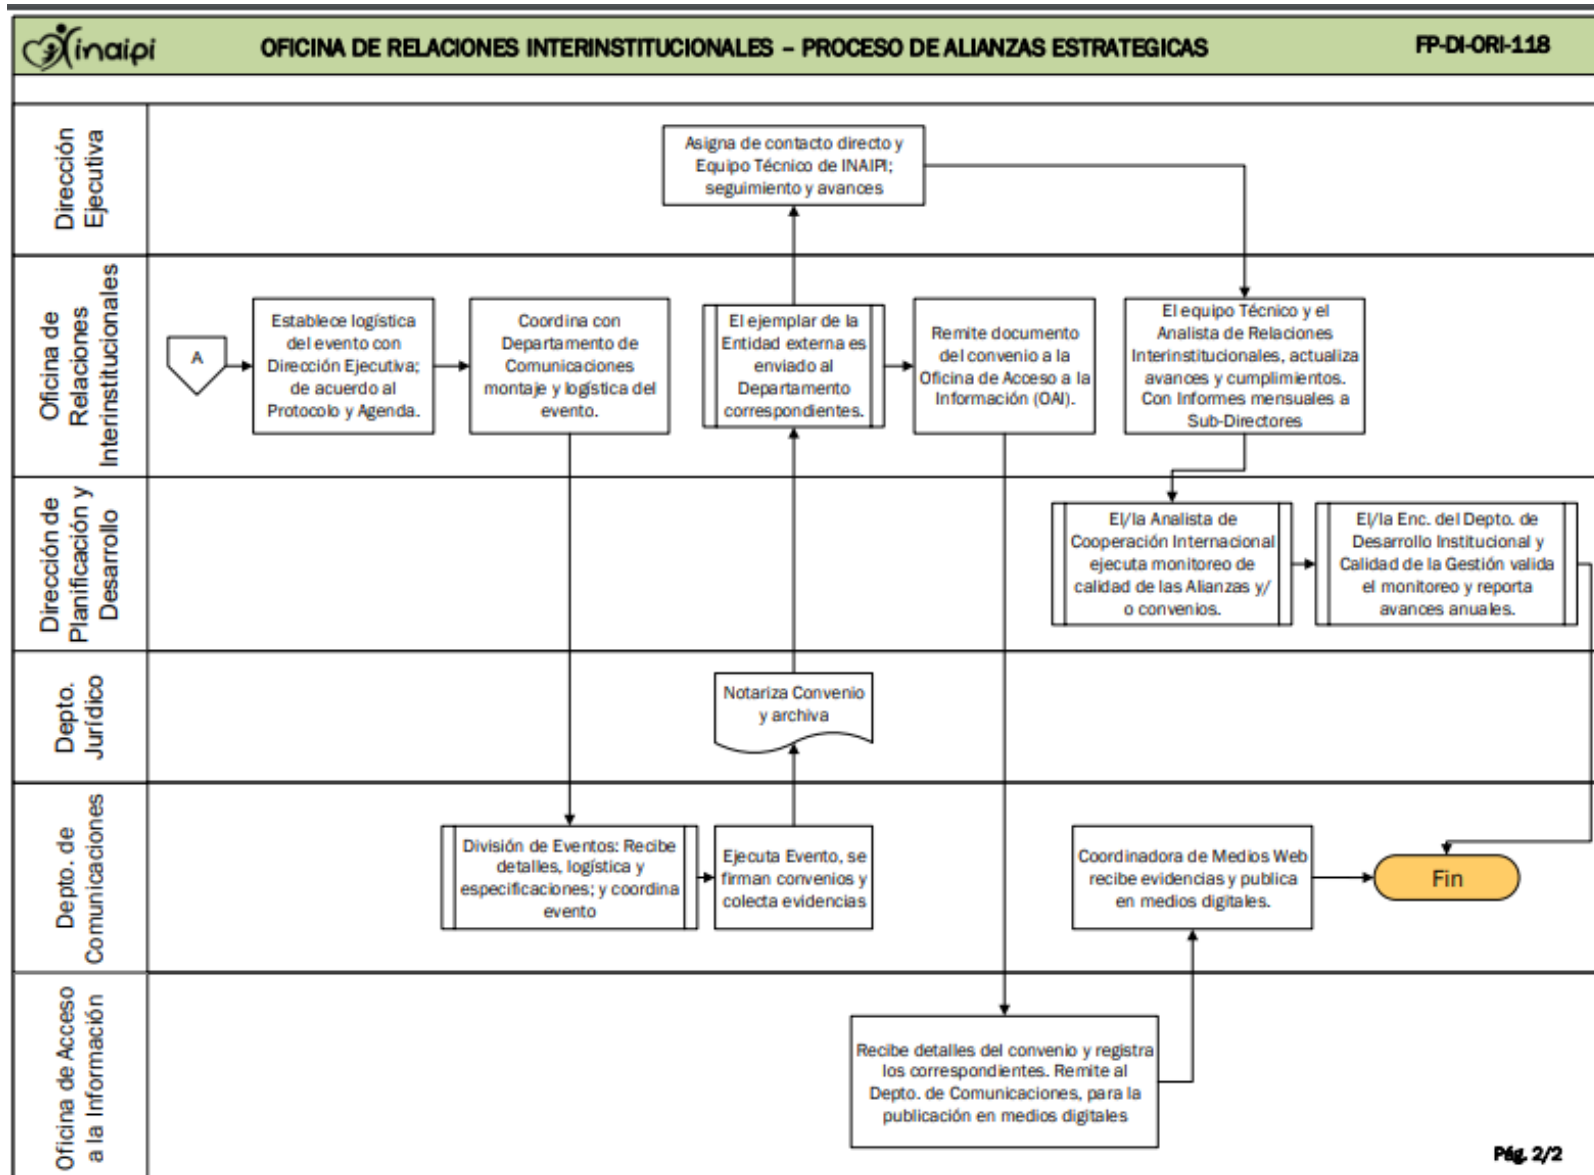 inaipi
OFICINA DE RELACIONES INTERINSTITUCIONALES – PROCESO DE ALIANZAS ESTRATEGICAS
FP-DI-ORI-118
Dirección
Ejecutiva
Asigna de contacto directo y
Equipo Técnico de INAIPI;
seguimiento y avances
Oficina de
Relaciones
Interinstitucionales
A
Establece logística
del evento con
Dirección Ejecutiva;
de acuerdo al
Protocolo y Agenda.
Coordina con
Departamento de
Comunicaciones
montaje y logística del
evento.
El ejemplar de la
Entidad externa es
enviado al
Departamento
correspondientes.
Remite documento
del convenio a la
Oficina de Acceso a la
Información (OAI).
El equipo Técnico y el
Analista de Relaciones
Interinstitucionales, actualiza
avances y cumplimientos.
Con Informes mensuales a
Sub-Directores
Dirección de
Planificación y
Desarrollo
El/la Analista de
Cooperación Internacional
ejecuta monitoreo de
calidad de las Alianzas y/
o convenios.
El/la Enc. del Depto. de
Desarrollo Institucional y
Calidad de la Gestión valida
el monitoreo y reporta
avances anuales.
Depto.
Jurídico
Notariza Convenio
y archiva
Depto. de
Comunicaciones
División de Eventos: Recibe
detalles, logística y
especificaciones; y coordina
evento
Ejecuta Evento, se
firman convenios y
colecta evidencias
Coordinadora de Medios Web
recibe evidencias y publica
en medios digitales.
Fin
Oficina de Acceso
a la Información
Recibe detalles del convenio y registra
los correspondientes. Remite al
Depto. de Comunicaciones, para la
publicación en medios digitales
Pág. 2/2